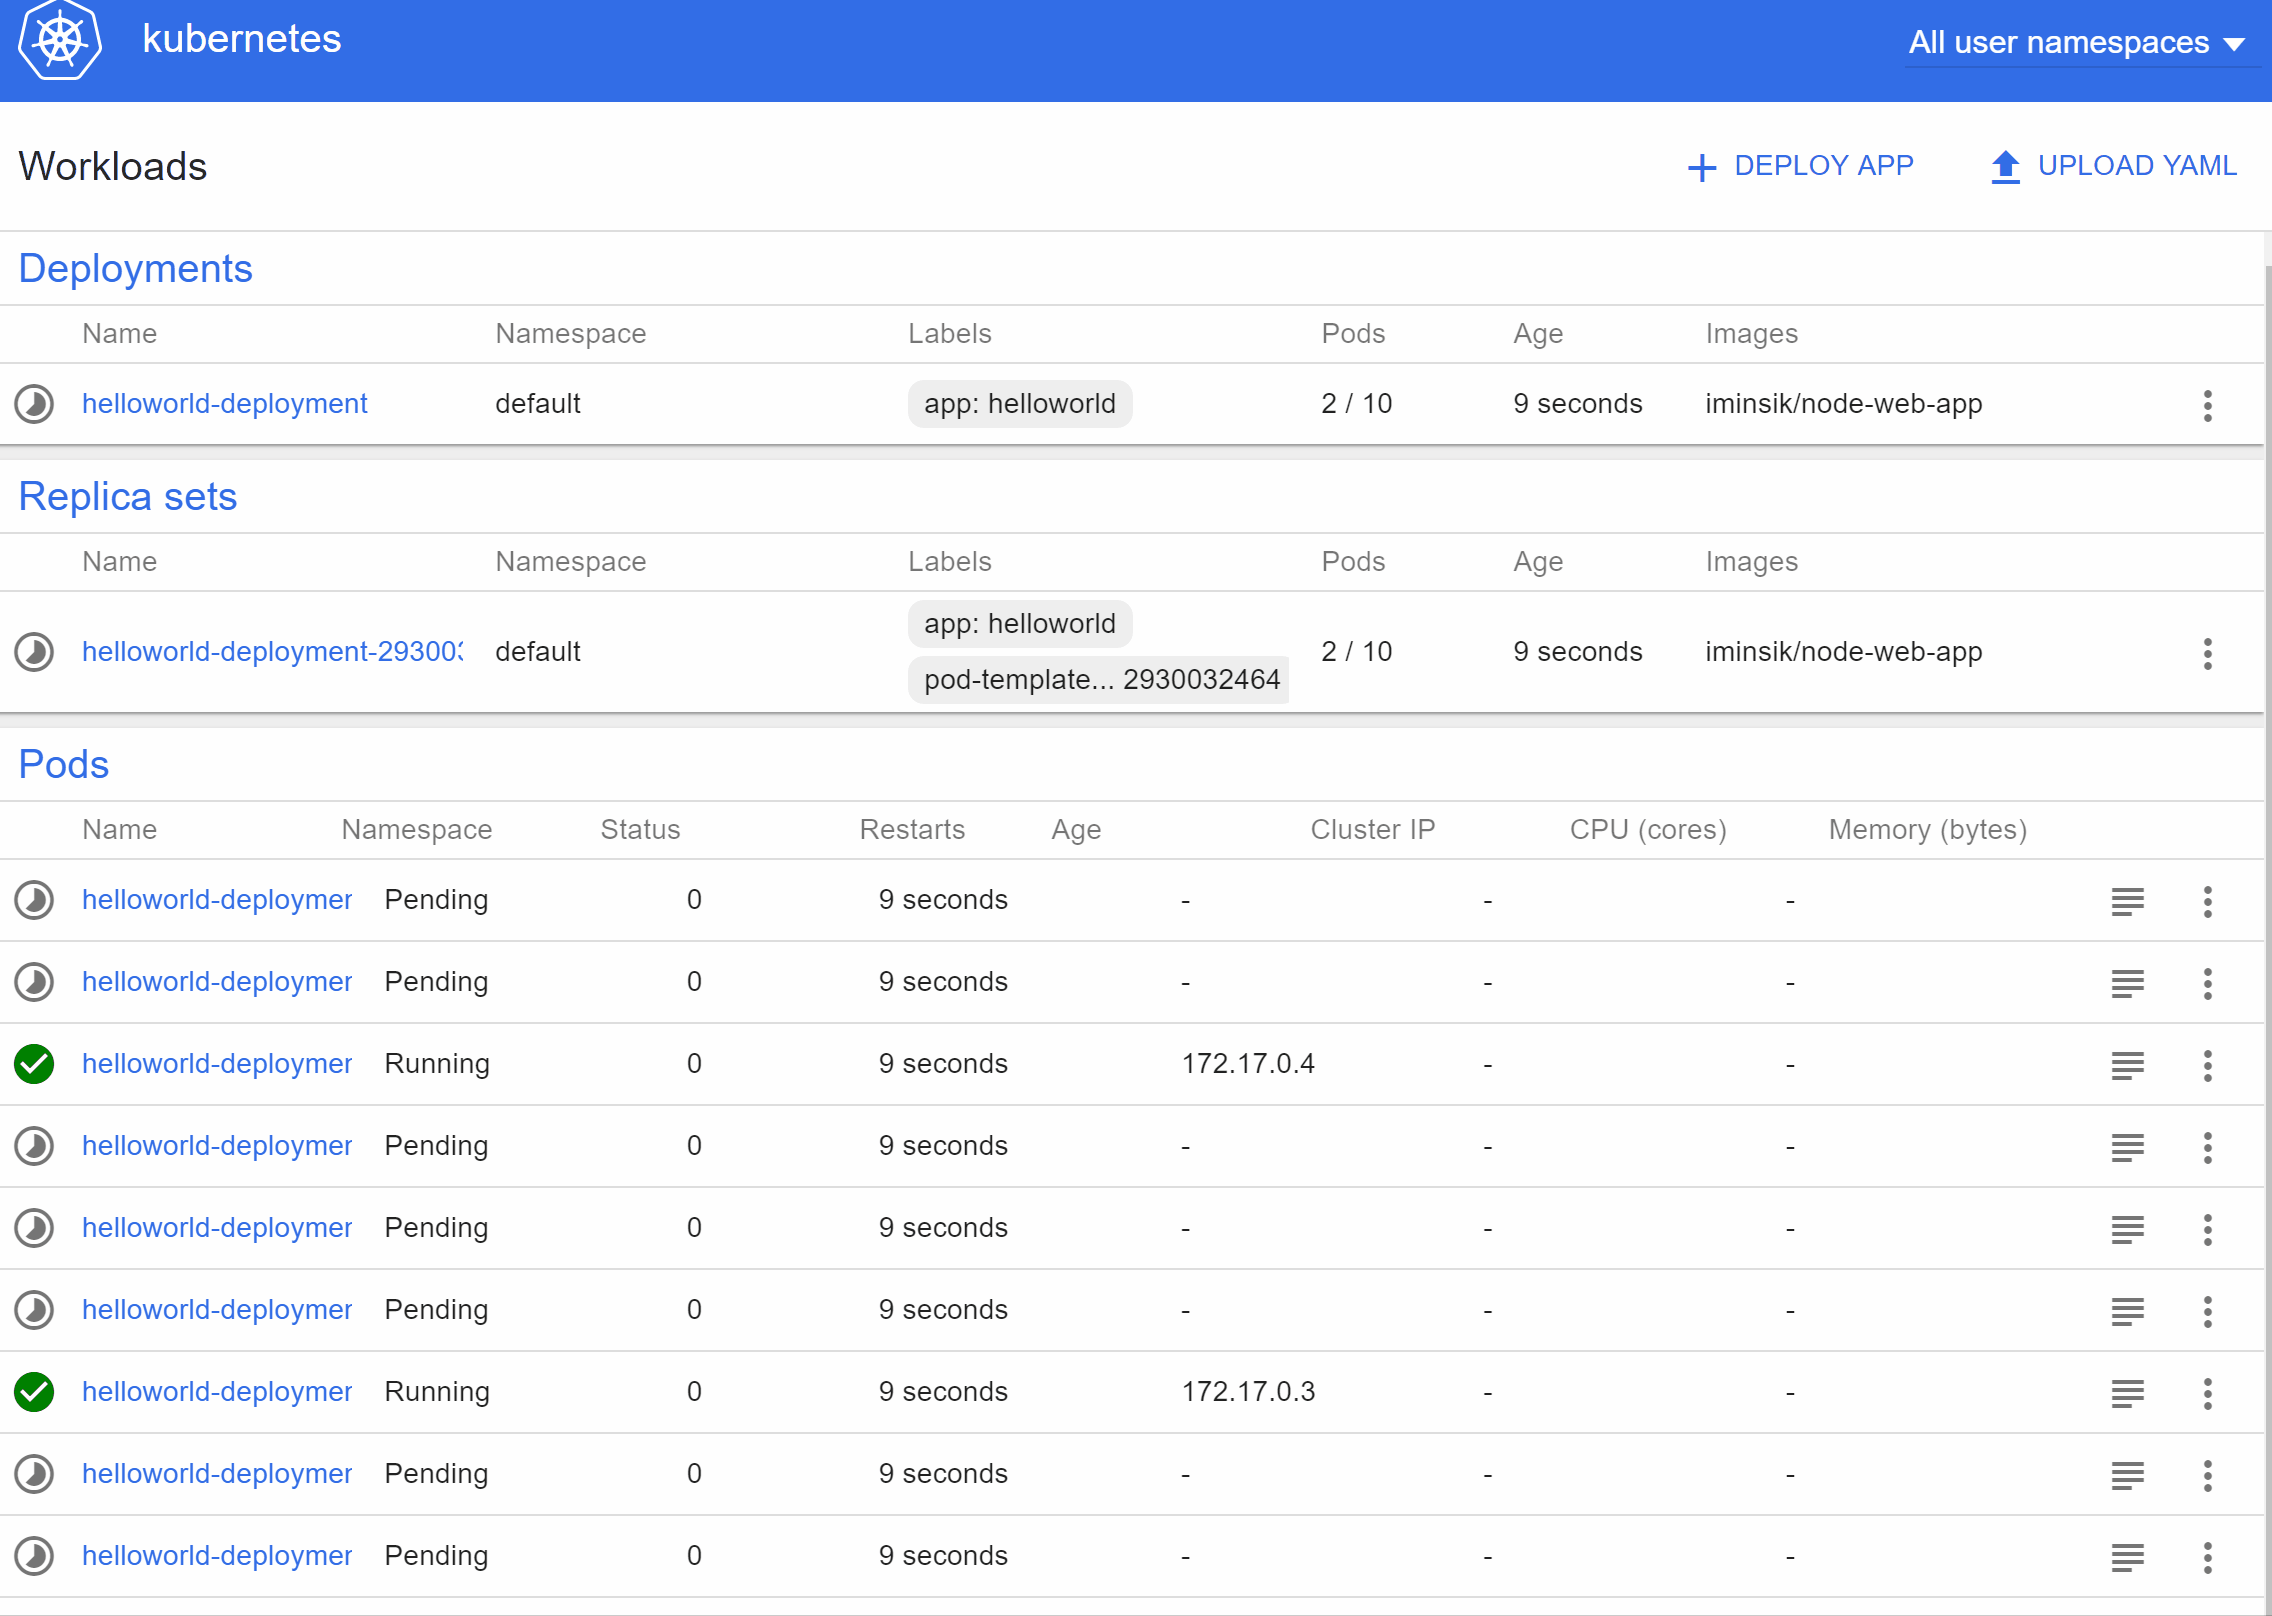 kubernetes
All user namespaces
Workloads
DEPLOY APP
UPLOAD YAML
Deployments
Name Namespace Labels Pods Age Images
helloworld-deployment default app: helloworld 2 / 10 9 seconds iminsik/node-web-app
Replica sets
Name Namespace Labels Pods Age Images
app: helloworld
helloworld-deployment-29300 default 2 / 10 9 seconds iminsik/node-web-app
pod-template... 2930032464
Pods
Name Namespace Status Restarts Age Cluster IP CPU (cores) Memory (bytes)
helloworld-deploymer Pending 0 9 seconds - - -
helloworld-deploymer Pending 0 9 seconds - - -
helloworld-deploymer Running 0 9 seconds 172.17.0.4 - -
helloworld-deploymer Pending 0 9 seconds - - -
helloworld-deploymer Pending 0 9 seconds - - -
helloworld-deploymer Pending 0 9 seconds - - -
helloworld-deploymer Running 0 9 seconds 172.17.0.3 - -
helloworld-deploymer Pending 0 9 seconds - - -
helloworld-deploymer Pending 0 9 seconds - - -